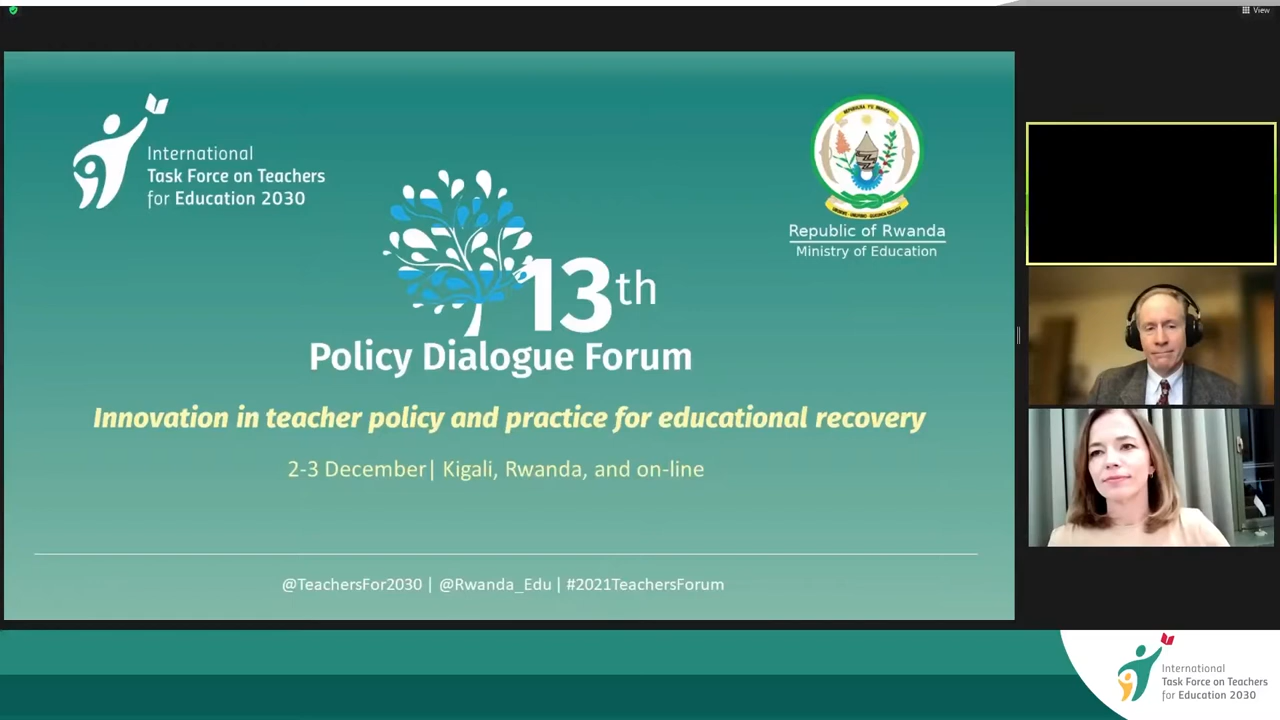 View
International
Task Force on Teachers
for Education 2030
Republic of Rwanda
Ministry of Education
13th
Policy Dialogue Forum
Innovation in teacher policy and practice for educational recovery
2-3 December| Kigali, Rwanda, and on-line
@TeachersFor2030 | @Rwanda_Edu | #2021TeachersForum
International
Task Force on Teachers
for Education 2030